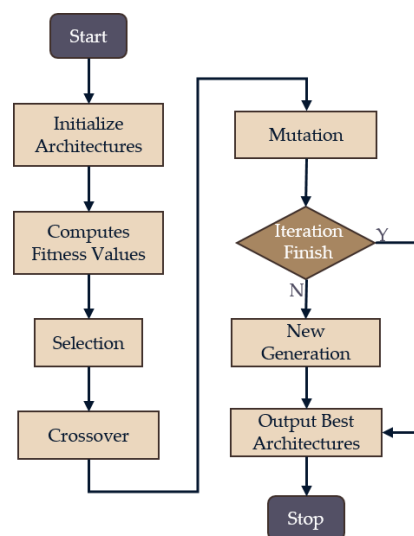 Start
Initialize
Architectures
Computes
Fitness Values
Selection
Crossover
Mutation
Iteration
Finish
Y
N
New
Generation
Output Best
Architectures
Stop